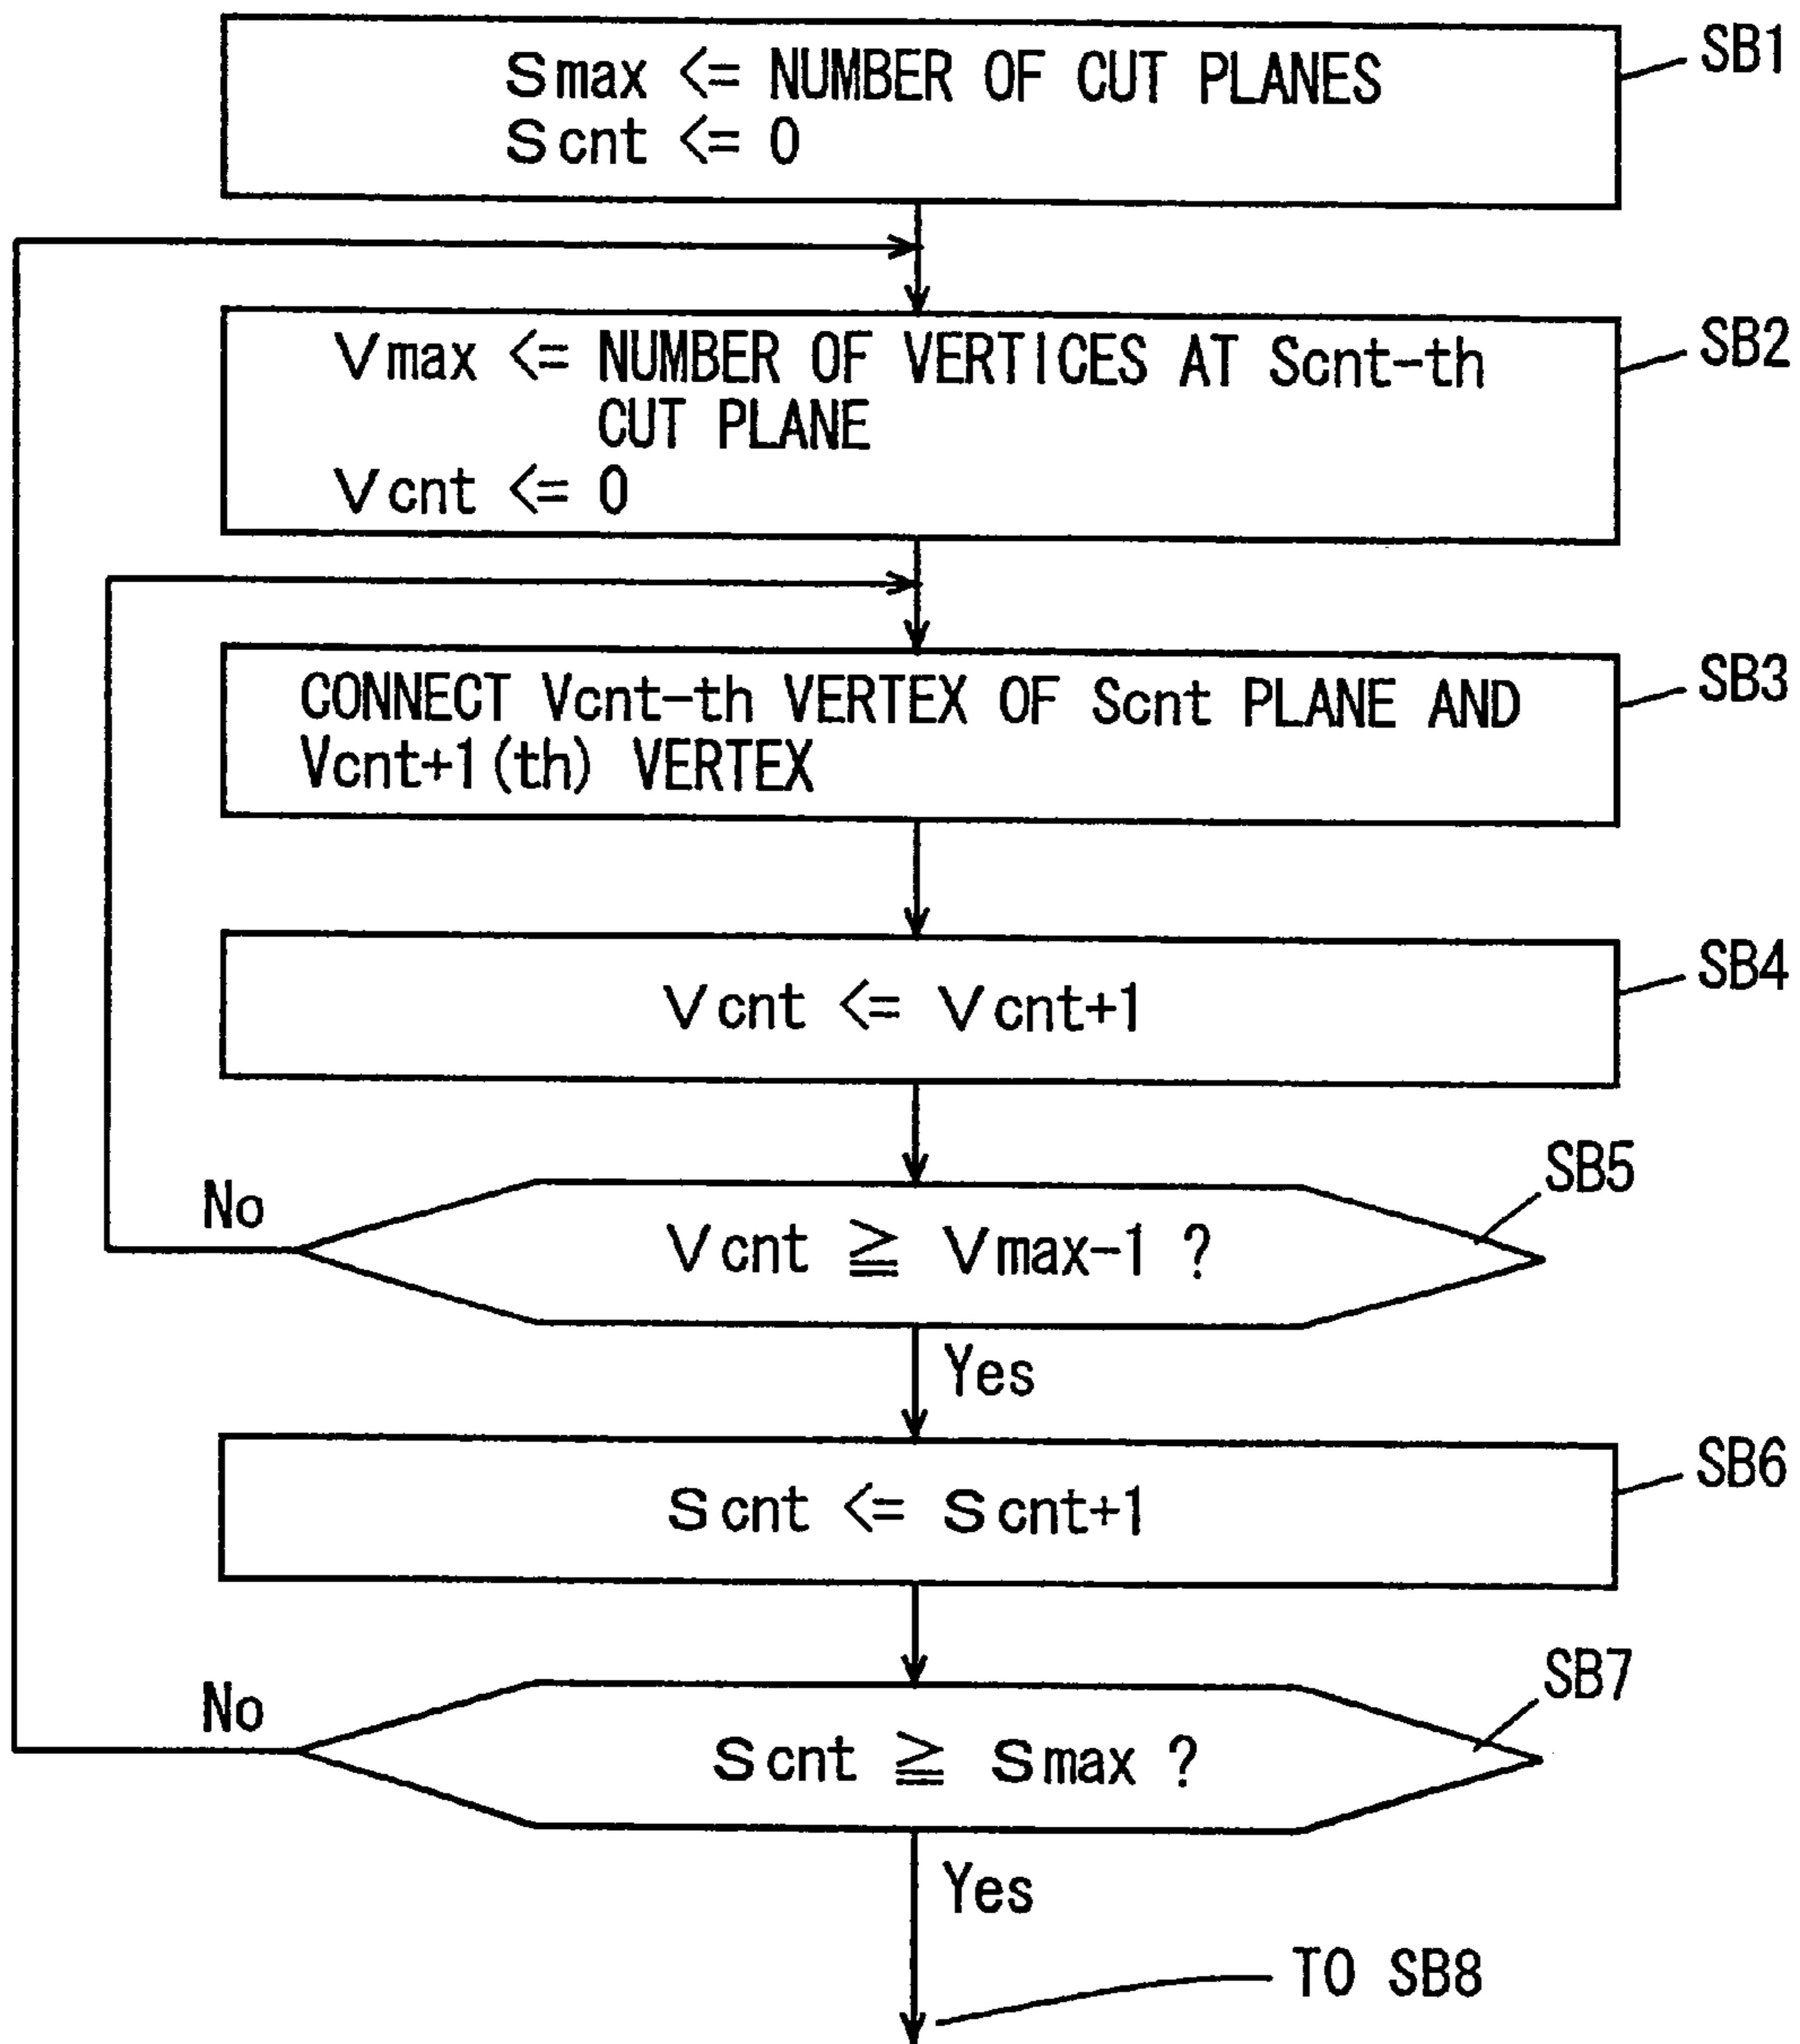 Smax <= NUMBER OF CUT PLANES
Scnt <= 0
SB1
Vmax <= NUMBER OF VERTICES AT Scnt-th
CUT PLANE
Vcnt <= 0
SB2
CONNECT Vcnt-th VERTEX OF Scnt PLANE AND
Vcnt+1(th) VERTEX
SB3
Vcnt <= Vcnt+1
SB4
SB5
No
Vcnt ≧ Vmax-1 ?
Yes
Scnt <= Scnt+1
SB6
SB7
No
Scnt ≧ Smax ?
Yes
TO SB8